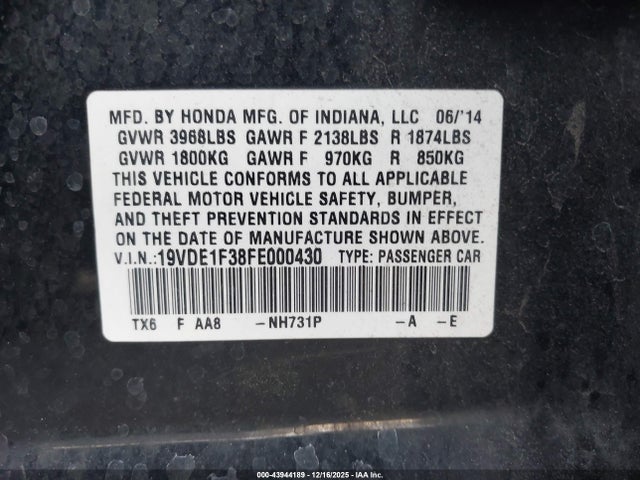 MFD. BY HONDA MFG. OF INDIANA, LLC 06/'14
GVWR 3968LBS GAWR F 2138LBS R 1874LBS
GVWR 1800KG GAWR F 970KG R 850KG
THIS VEHICLE CONFORMS TO ALL APPLICABLE
FEDERAL MOTOR VEHICLE SAFETY, BUMPER,
AND THEFT PREVENTION STANDARDS IN EFFECT
ON THE DATE OF MANUFACTURE SHOWN ABOVE.
V.I.N.:19VDE1F38FE000430 TYPE: PASSENGER CAR
TX6 F AA8 -NH731P -A -E
000-43944189 - 12/16/2025 - IAA Inc.